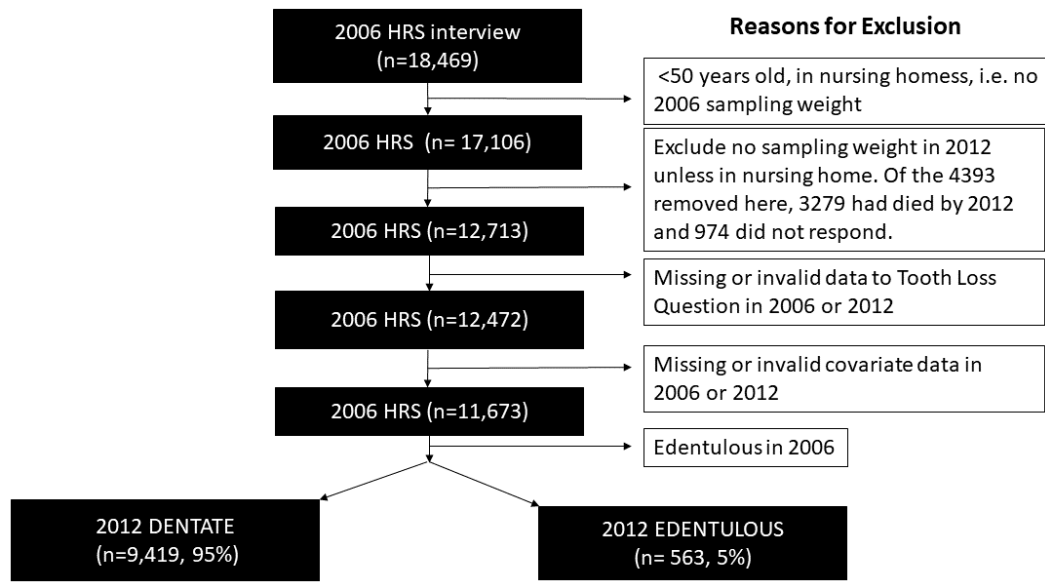 2006 HRS interview
(n=18,469)
Reasons for Exclusion
<50 years old, in nursing homess, i.e. no
2006 sampling weight
2006 HRS (n= 17,106)
Exclude no sampling weight in 2012
unless in nursing home. Of the 4393
removed here, 3279 had died by 2012
and 974 did not respond.
2006 HRS (n=12,713)
Missing or invalid data to Tooth Loss
Question in 2006 or 2012
2006 HRS (n=12,472)
Missing or invalid covariate data in
2006 or 2012
2006 HRS (n=11,673)
Edentulous in 2006
2012 DENTATE
(n=9,419, 95%)
2012 EDENTULOUS
(n= 563, 5%)